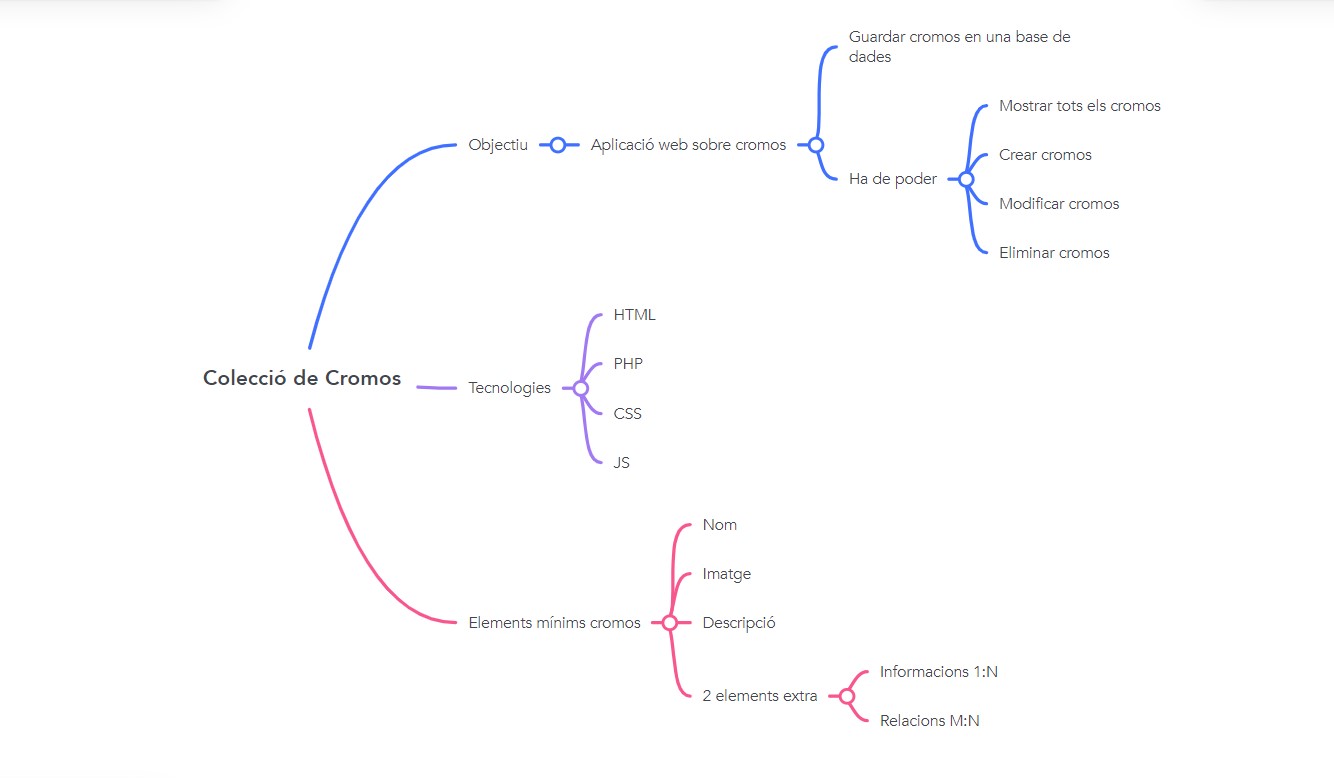 Guardar cromos en una base de
dades
Mostrar tots els cromos
Objectiu
Aplicació web sobre cromos
Crear cromos
Ha de poder
Modificar cromos
Eliminar cromos
HTML
PHP
Colecció de Cromos
Tecnologies
CSS
JS
Nom
Imatge
Elements mínims cromos
Descripció
2 elements extra
Informacions 1:N
Relacions M:N